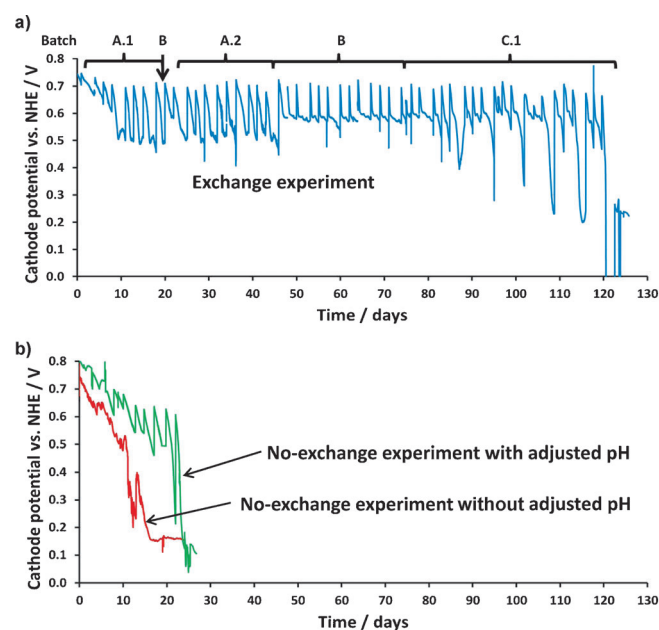 a)
Batch A.1 B A.2 B C.1
0.8
0.7
0.6
0.5
0.4
0.3
0.2
0.1
0.0
Cathode potential vs. NHE / V
Exchange experiment
0 10 20 30 40 50 60 70 80 90 100 110 120 130
Time / days
b)
0.8
0.7
0.6
0.5
0.4
0.3
0.2
0.1
0.0
Cathode potential vs. NHE / V
No-exchange experiment with adjusted pH
No-exchange experiment without adjusted pH
0 10 20 30 40 50 60 70 80 90 100 110 120 130
Time / days